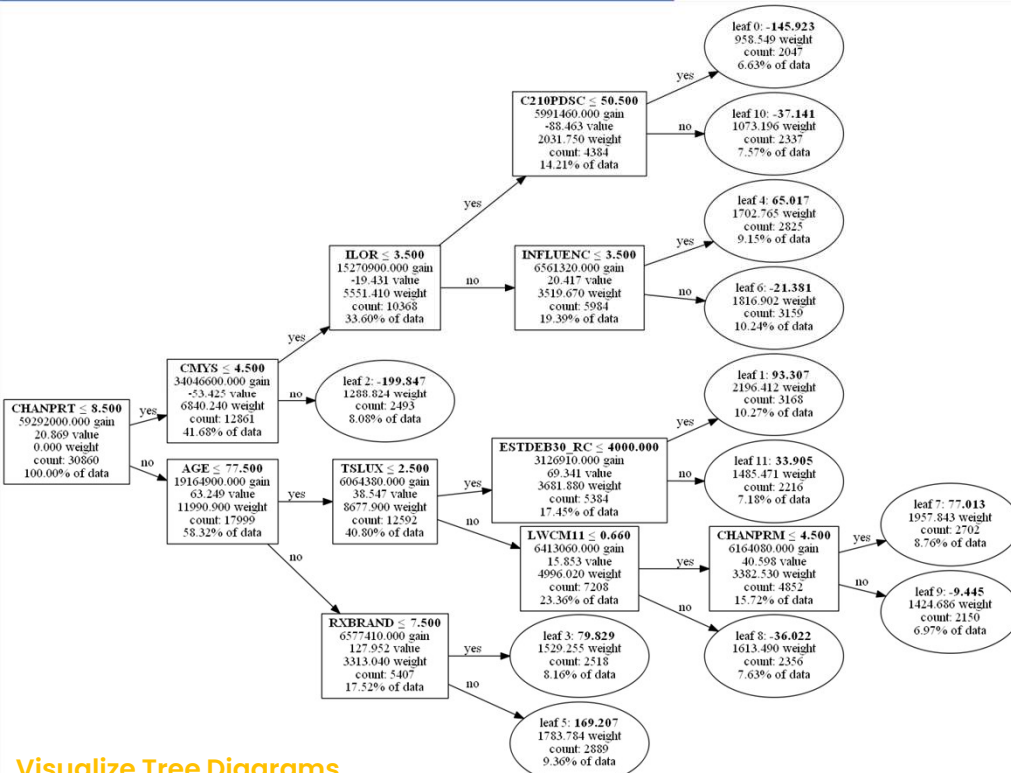 leaf 0: -145.923
958.549 weight
count: 2047
6.63% of data
yes
C210PDSC ≤ 50.500
5991460.000 gain
-88.463 value
2031.750 weight
count: 4384
14.21% of data
no
leaf 10: -37.141
1073.196 weight
count: 2337
7.57% of data
yes
leaf 4: 65.017
1702.765 weight
count: 2825
9.15% of data
yes
ILOR ≤ 3.500
15270900.000 gain
-19.431 value
5551.410 weight
count: 10368
33.60% of data
no
INFLUENC ≤ 3.500
6561320.000 gain
20.417 value
3519.670 weight
count: 5984
19.39% of data
no
leaf 6: -21.381
1816.902 weight
count: 3159
10.24% of data
yes
CMYS ≤ 4.500
34046600.000 gain
-53.425 value
6840.240 weight
count: 12861
41.68% of data
no
leaf 2: -199.847
1288.824 weight
count: 2493
8.08% of data
leaf 1: 93.307
2196.412 weight
count: 3168
10.27% of data
yes
CHANPRT ≤ 8.500
59292000.000 gain
20.869 value
0.000 weight
count: 30860
100.00% of data
yes
no
AGE ≤ 77.500
19164900.000 gain
63.249 value
11990.900 weight
count: 17999
58.32% of data
yes
TSLUX ≤ 2.500
6064380.000 gain
38.547 value
8677.900 weight
count: 12592
40.80% of data
yes
ESTDEB30_RC ≤ 4000.000
3126910.000 gain
69.341 value
3681.880 weight
count: 5384
17.45% of data
no
leaf 11: 33.905
1485.471 weight
count: 2216
7.18% of data
no
LWCM11 ≤ 0.660
6413060.000 gain
15.853 value
4996.020 weight
count: 7208
23.36% of data
yes
CHANPRM ≤ 4.500
6164080.000 gain
40.598 value
3382.530 weight
count: 4852
15.72% of data
yes
leaf 7: 77.013
1957.843 weight
count: 2702
8.76% of data
no
leaf 9: -9.445
1424.686 weight
count: 2150
6.97% of data
no
leaf 8: -36.022
1613.490 weight
count: 2356
7.63% of data
no
RXBRAND ≤ 7.500
6577410.000 gain
127.952 value
3313.040 weight
count: 5407
17.52% of data
yes
leaf 3: 79.829
1529.255 weight
count: 2518
8.16% of data
no
leaf 5: 169.207
1783.784 weight
count: 2889
9.36% of data
Visualize Tree Diagrams